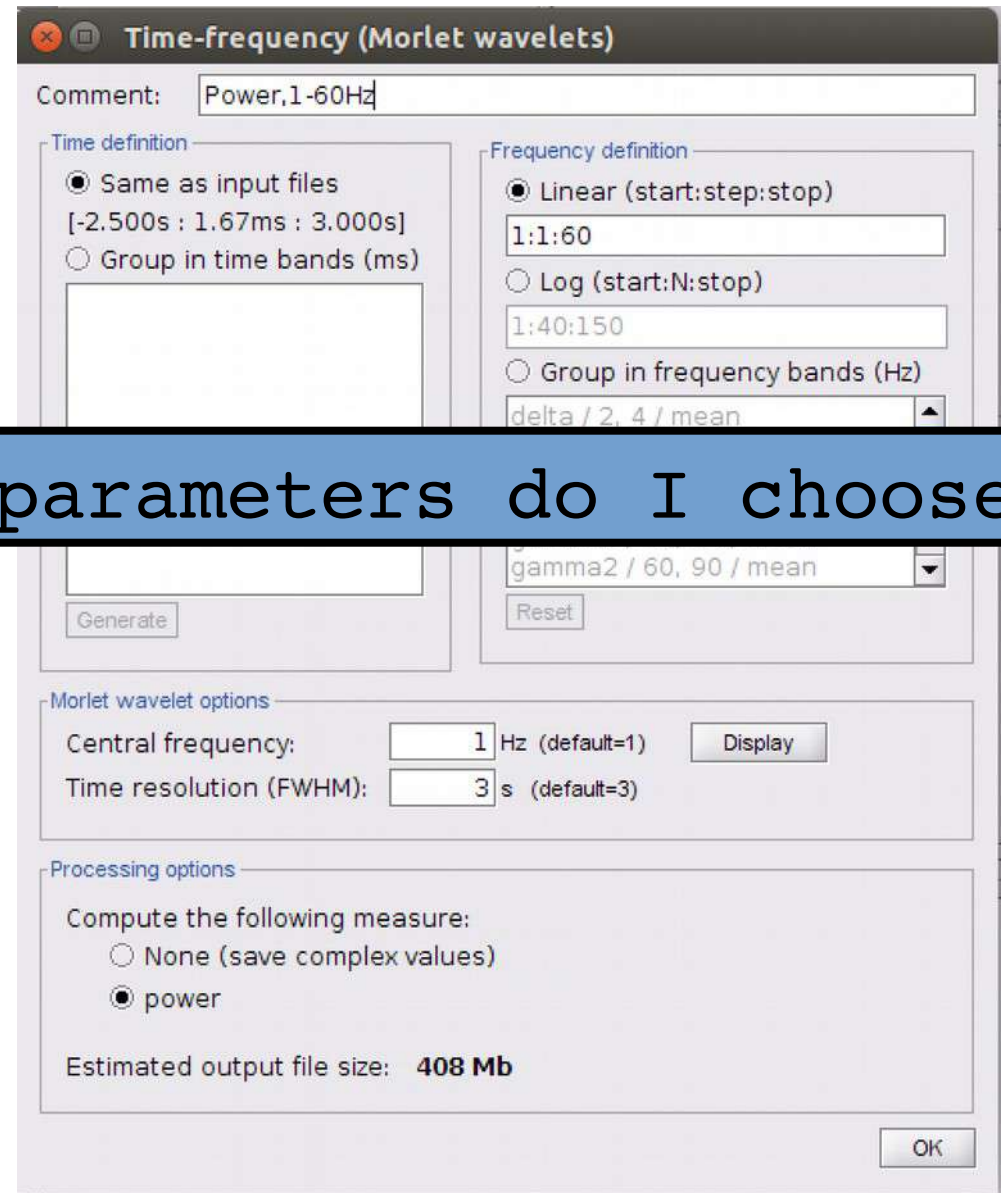 Time-frequency (Morlet wavelets)
Comment: Power,1-60Hz
Time definition
Same as input files
[-2.500s : 1.67ms : 3.000s]
Group in time bands (ms)
Generate
Frequency definition
Linear (start:step:stop)
1:1:60
Log (start:N:stop)
1:40:150
Group in frequency bands (Hz)
delta / 2, 4 / mean
parameters do I choose
gamma2 / 60, 90 / mean
Reset
Morlet wavelet options
Central frequency: 1 Hz (default=1) Display
Time resolution (FWHM): 3 s (default=3)
Processing options
Compute the following measure:
None (save complex values)
power
Estimated output file size: 408 Mb
OK